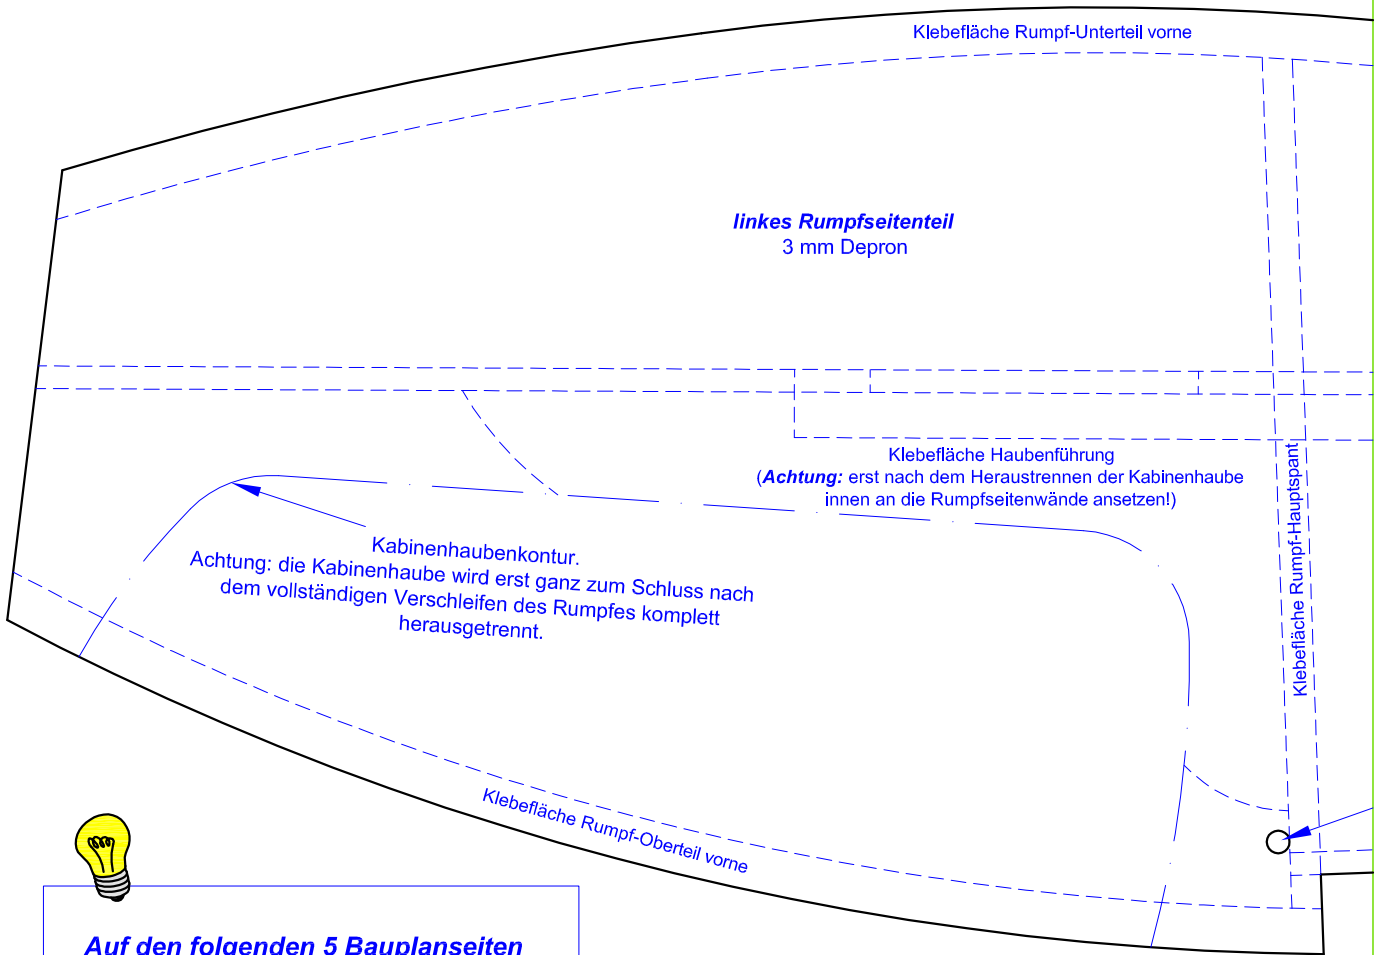 Klebefläche Rumpf-Unterteil vorne
linkes Rumpfseitenteil
3 mm Depron
Klebefläche Haubenführung
(Achtung: erst nach dem Heraustrennen der Kabinenhaube
innen an die Rumpfseitenwände ansetzen!)
Klebefläche Rumpf-Hauptspant
Kabinenhaubenkontur.
Achtung: die Kabinenhaube wird erst ganz zum Schluss nach
dem vollständigen Verschleifen des Rumpfes komplett
herausgetrennt.
Klebefläche Rumpf-Oberteil vorne
Auf den folgenden 5 Bauplanseiten